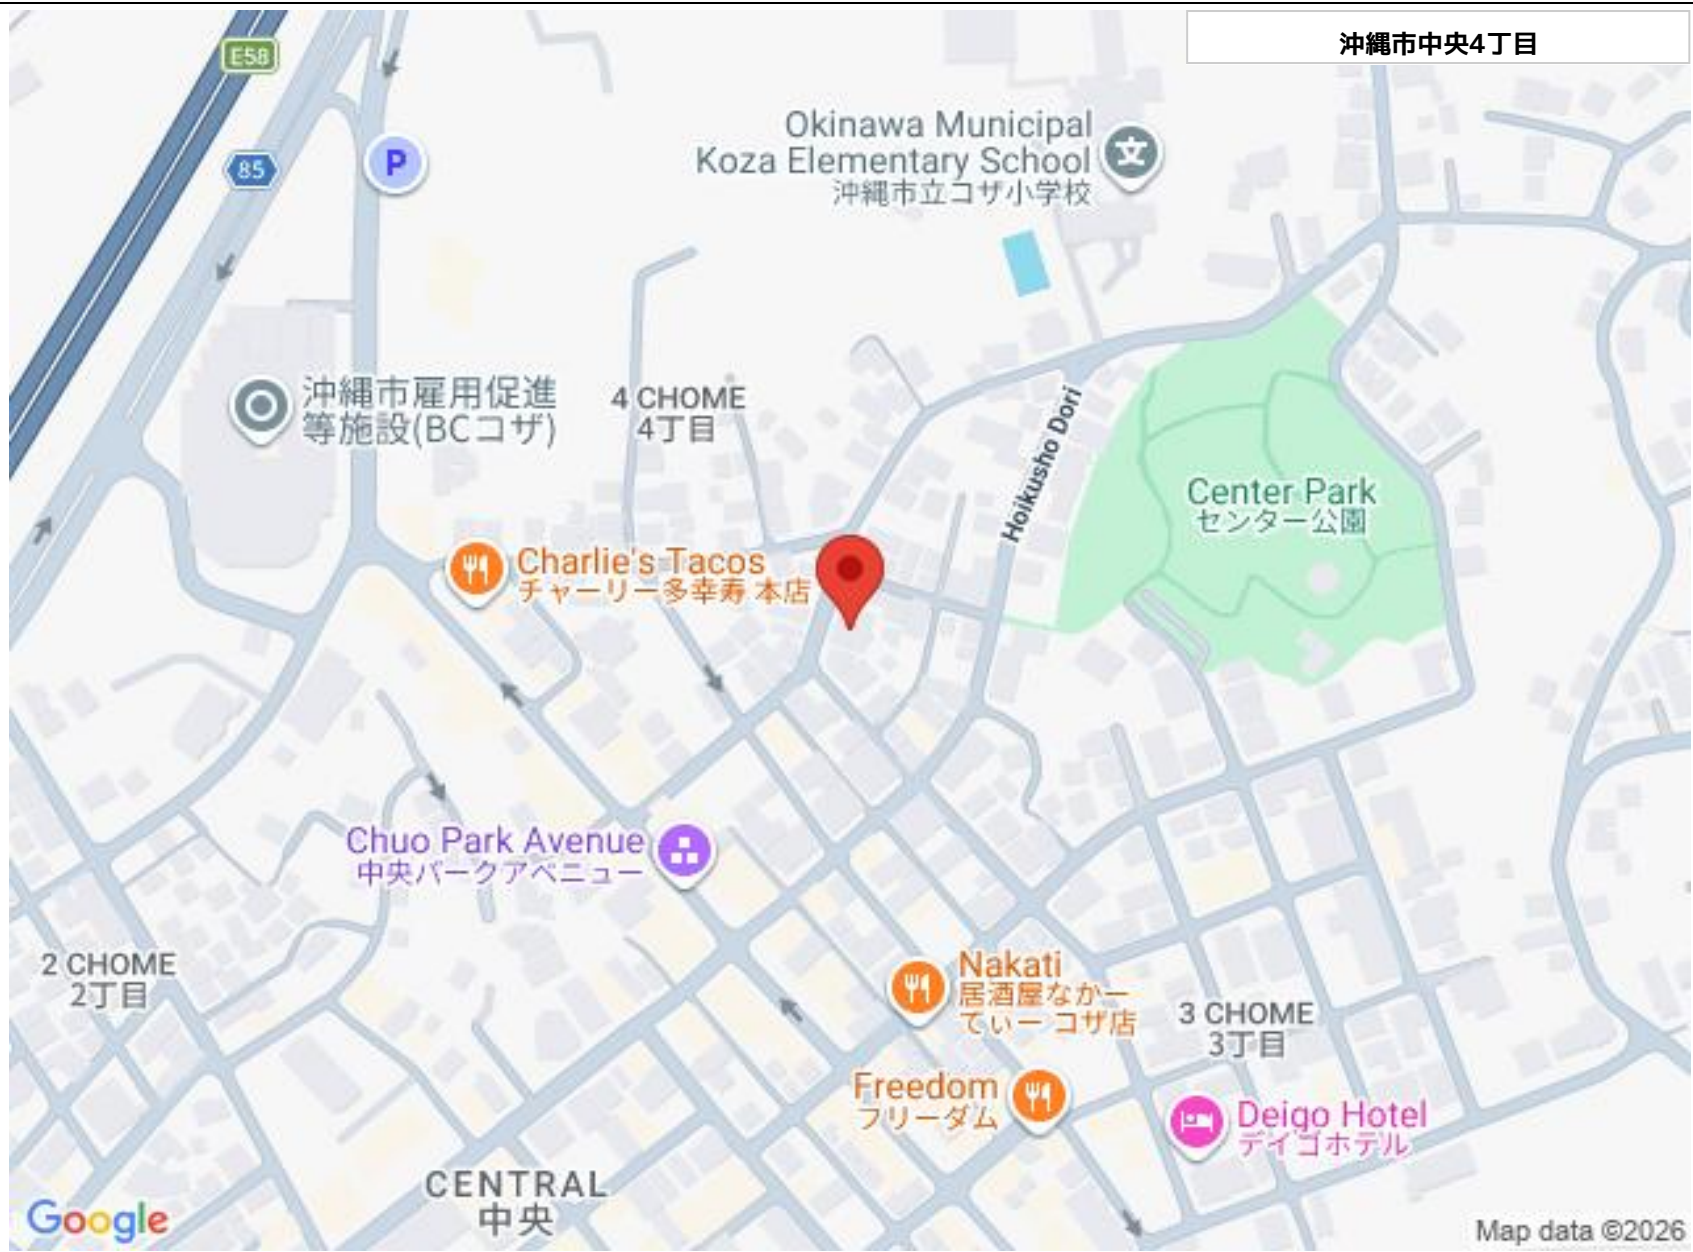 沖縄市中央4丁目
E58
85
P
Okinawa Municipal
Koza Elementary School
沖縄市立コザ小学校
文
沖縄市雇用促進
等施設(BCコザ)
4 CHOME
4丁目
Hoikusho Dori
Center Park
センター公園
Charlie's Tacos
チャーリー多幸寿 本店
Chuo Park Avenue
中央パークアベニュー
2 CHOME
2丁目
Nakati
居酒屋なかー
てぃー コザ店
3 CHOME
3丁目
Freedom
フリーダム
Deigo Hotel
デイゴホテル
CENTRAL
中央
Google
Map data ©2026